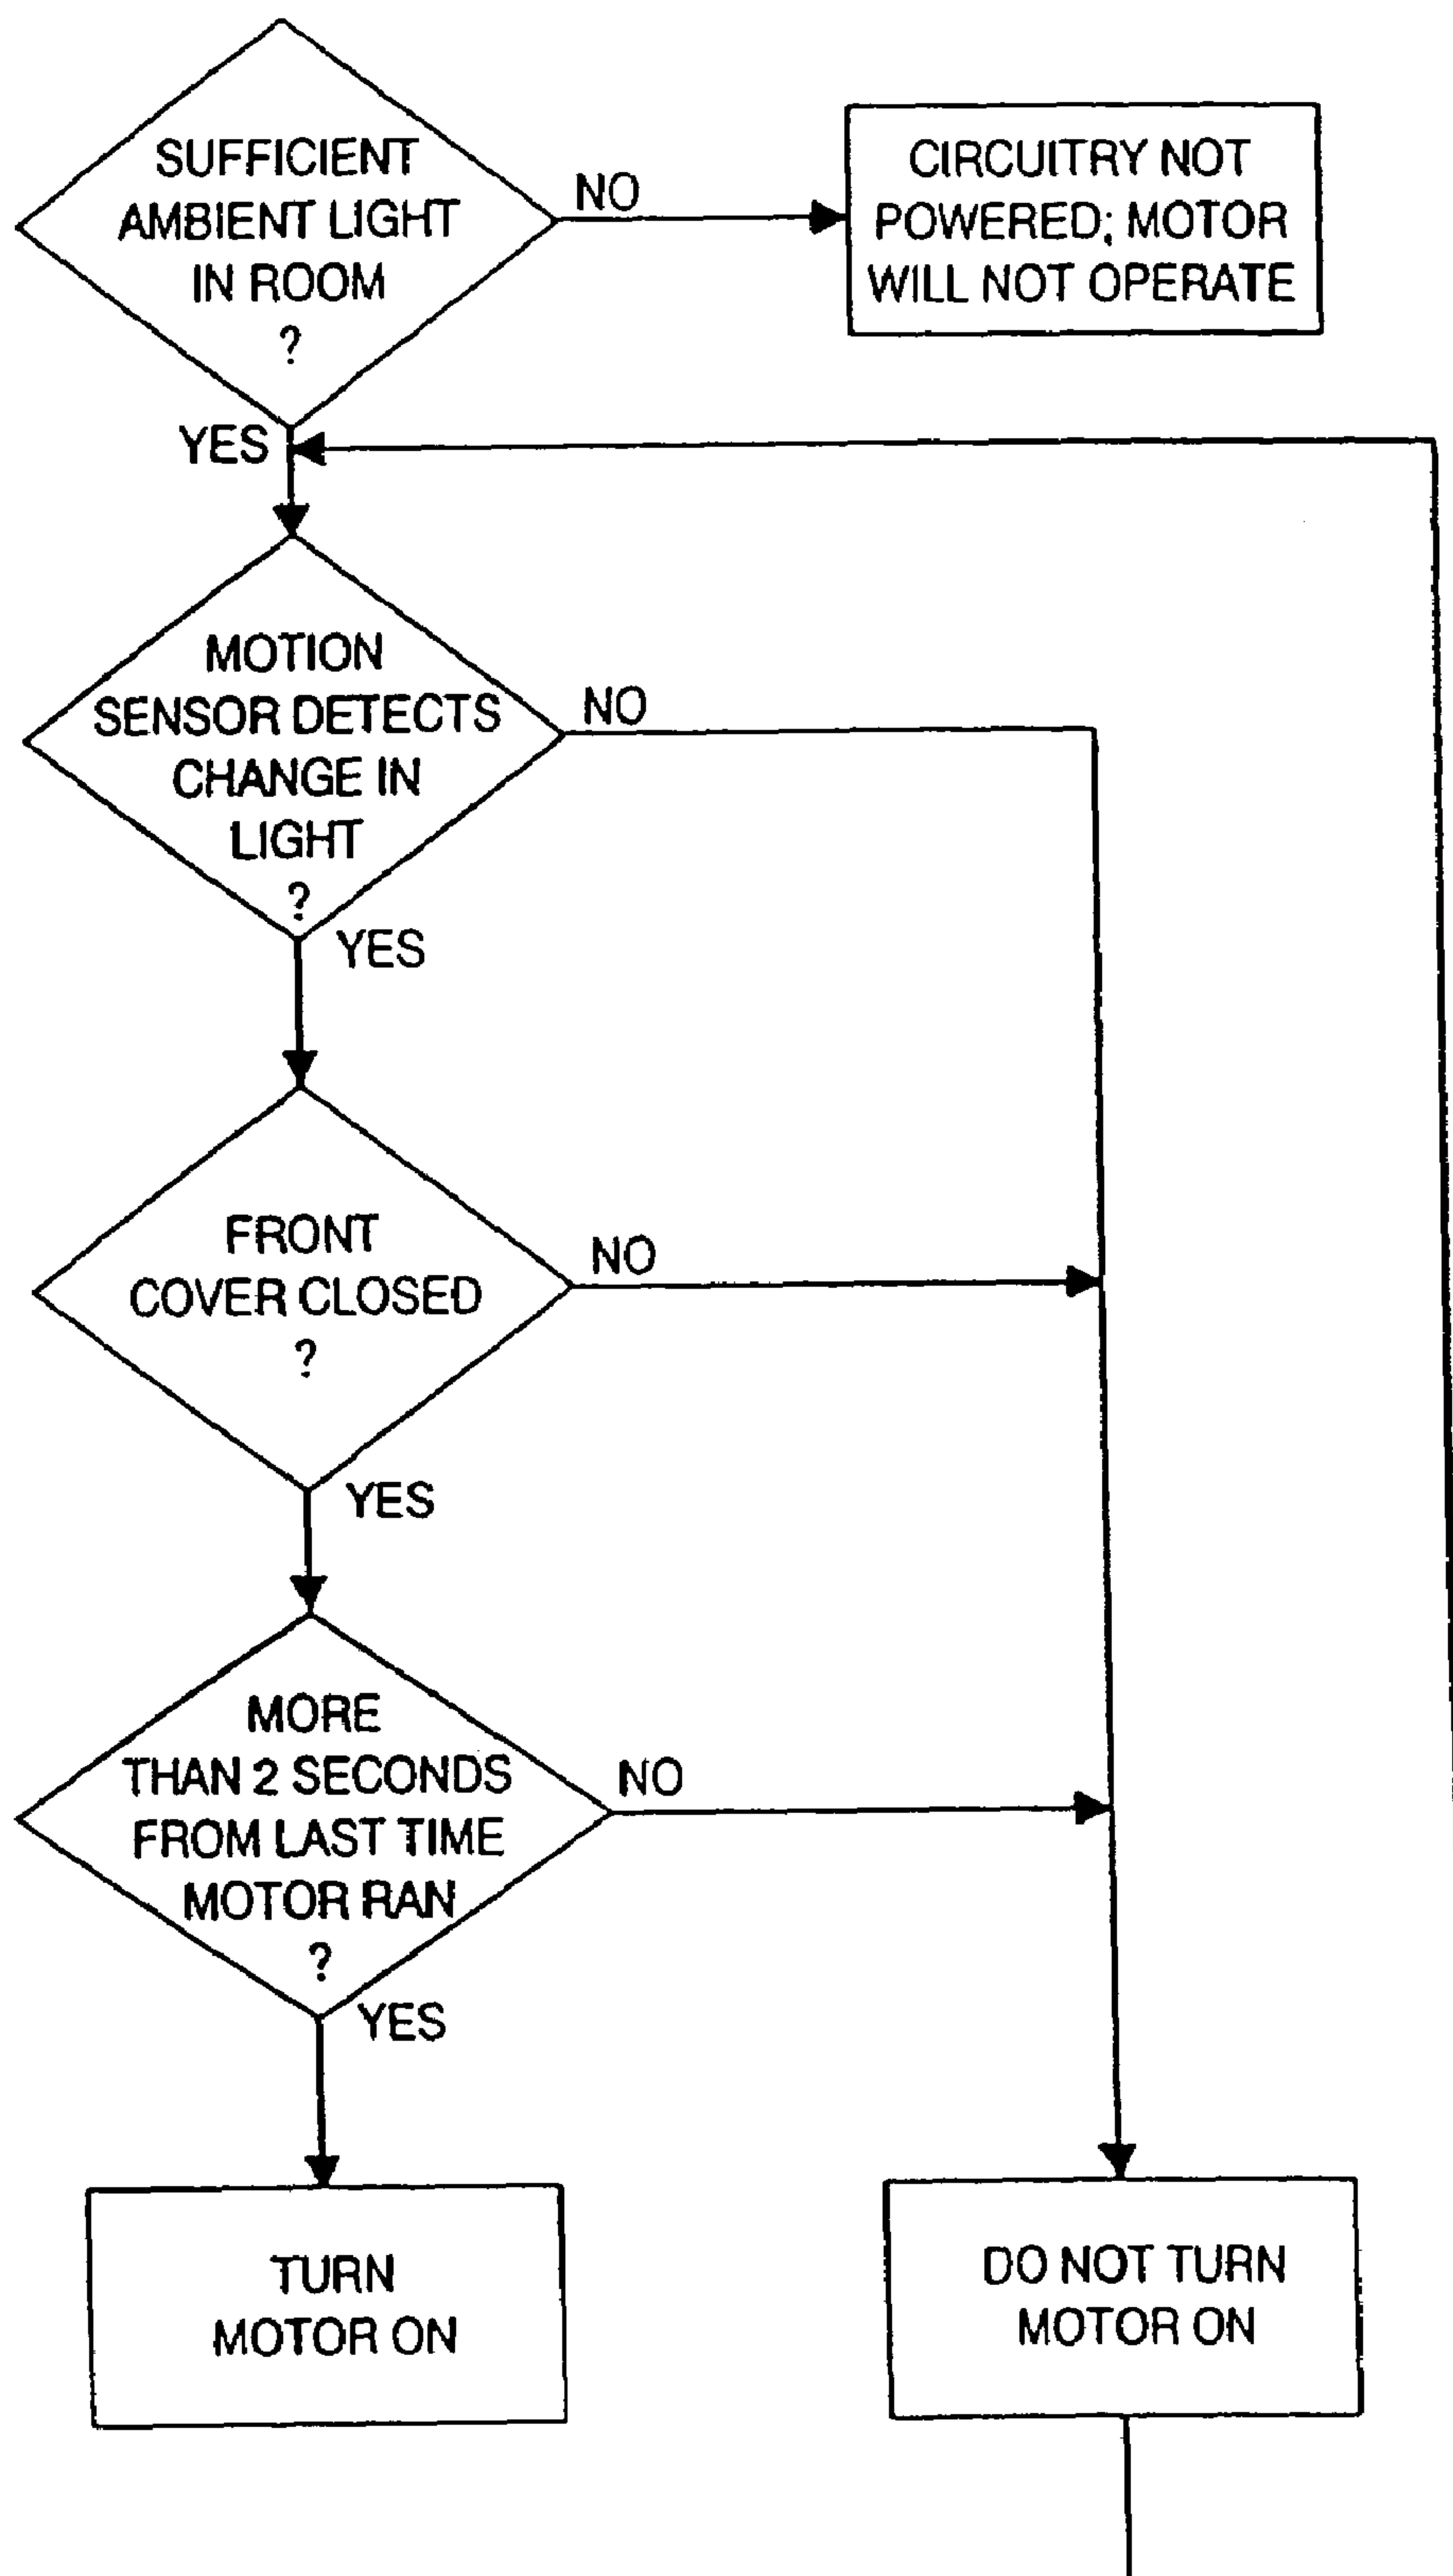 SUFFICIENT
AMBIENT LIGHT
IN ROOM
?
NO
CIRCUITRY NOT
POWERED; MOTOR
WILL NOT OPERATE
YES
MOTION
SENSOR DETECTS
CHANGE IN
LIGHT
?
NO
YES
FRONT
COVER CLOSED
?
NO
YES
MORE
THAN 2 SECONDS
FROM LAST TIME
MOTOR RAN
?
NO
YES
TURN
MOTOR ON
DO NOT TURN
MOTOR ON